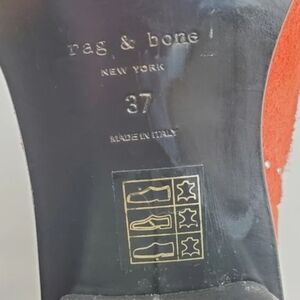 rag & bone
NEW YORK
37
MADE IN ITALY